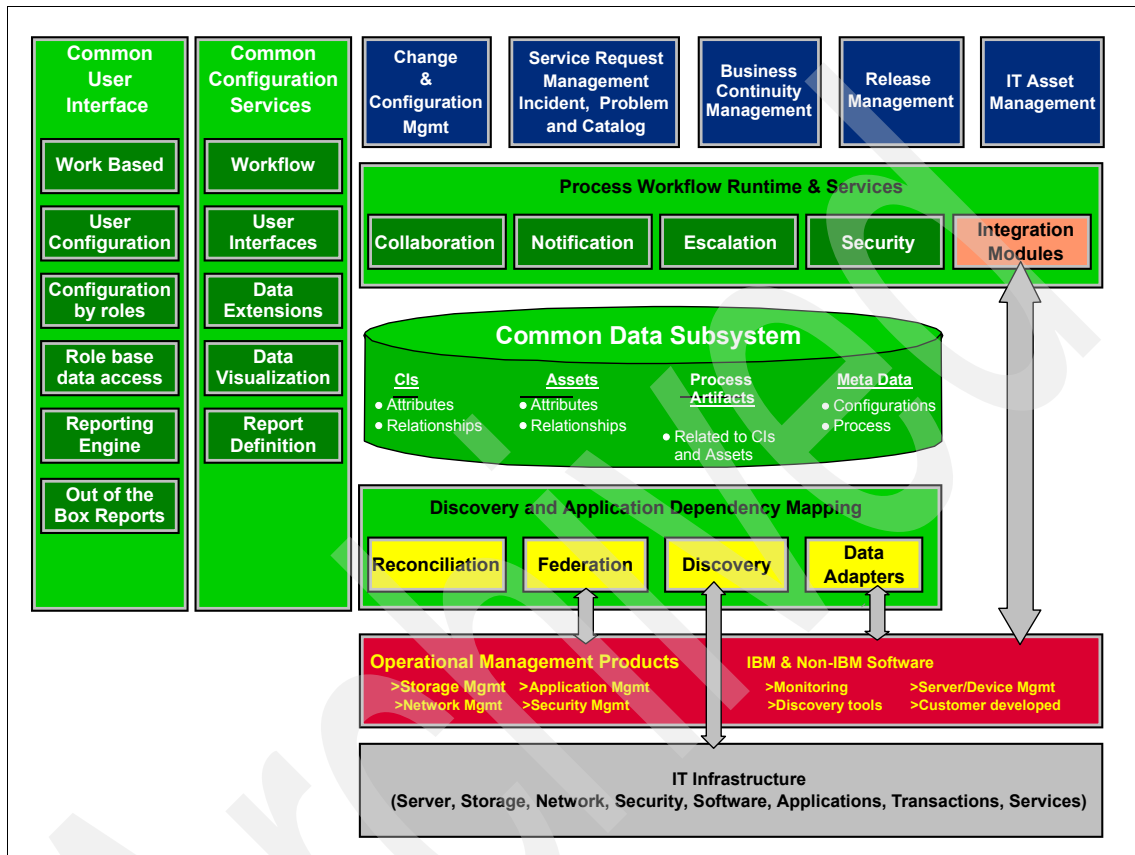 Common
User
Interface
Work Based
User
Configuration
Configuration
by roles
Role base
data access
Reporting
Engine
Out of the
Box Reports
Common
Configuration
Services
Workflow
User
Interfaces
Data
Extensions
Data
Visualization
Report
Definition
Change
&
Configuration
Mgmt
Service Request
Management
Incident, Problem
and Catalog
Business
Continuity
Management
Release
Management
IT Asset
Management
Process Workflow Runtime & Services
Collaboration
Notification
Escalation
Security
Integration
Modules
Common Data Subsystem
CIs
• Attributes
• Relationships
Assets
• Attributes
• Relationships
Process
Artifacts
• Related to CIs
and Assets
Meta Data
• Configurations
• Process
Discovery and Application Dependency Mapping
Reconciliation
Federation
Discovery
Data
Adapters
Operational Management Products
>Storage Mgmt >Application Mgmt
>Network Mgmt >Security Mgmt
IBM & Non-IBM Software
>Monitoring >Server/Device Mgmt
>Discovery tools >Customer developed
IT Infrastructure
(Server, Storage, Network, Security, Software, Applications, Transactions, Services)
Archived